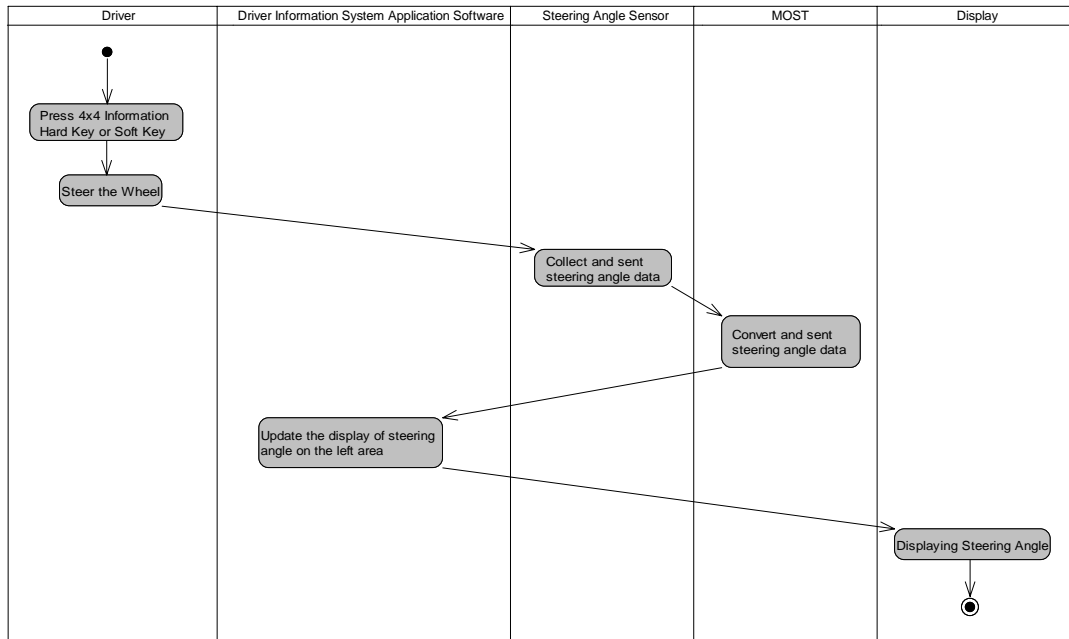 Driver
Driver Information System Application Software
Steering Angle Sensor
MOST
Display
Press 4x4 Information
Hard Key or Soft Key
Steer the Wheel
Collect and sent
steering angle data
Convert and sent
steering angle data
Update the display of steering
angle on the left area
Displaying Steering Angle